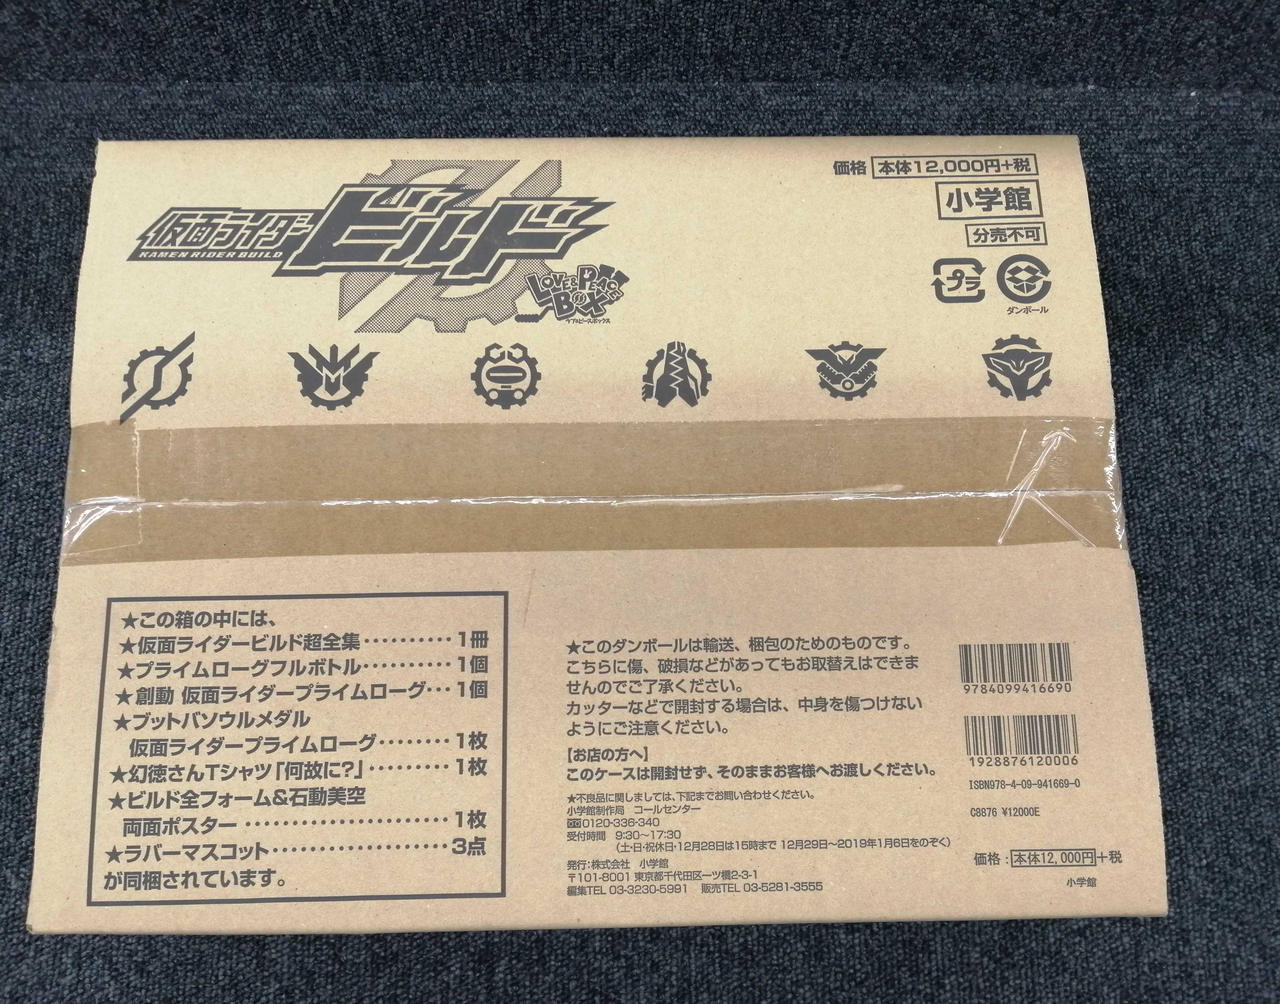 仮面ライダービルド
KAMEN RIDER BUILD
LOVE&PEACE
BOX
ラブ&ピースボックス
価格 本体12,000円+税
小学館
分売不可
プラ
ダンボール
★この箱の中には、
★仮面ライダービルド超全集・・・・・・・・・・1冊
★プライムローグフルボトル・・・・・・・・・・1個
★創動 仮面ライダープライムローグ・・・1個
★ブットバソウルメダル
仮面ライダープライムローグ・・・・・・・・1枚
★幻徳さんTシャツ「何故に?」・・・・・・・・・1枚
★ビルド全フォーム&石動美空
両面ポスター・・・・・・・・・・・・・・・・・・・・1枚
★ラバーマスコット・・・・・・・・・・・・・・・・・・3点
が同梱されています。
★このダンボールは輸送、梱包のためのものです。
こちらに傷、破損などがあってもお取替えはできま
せんのでご了承ください。
カッターなどで開封する場合は、中身を傷つけない
ようにご注意ください。
【お店の方へ】
このケースは開封せず、そのままお客様へお渡しください。
★不良品に関しましては、下記までお問い合わせください。
小学館制作局 コールセンター
0120-336-340
受付時間 9:30〜17:30
(土・日・祝休日・12月28日は15時まで 12月29日〜2019年1月6日をのぞく)
発行:株式会社 小学館
〒101-8001 東京都千代田区一ツ橋2-3-1
編集TEL 03-3230-5991 販売TEL 03-5281-3555
9784099416690
1928876120006
ISBN978-4-09-941669-0
C8876 ¥12000E
価格:本体12,000円+税
小学館